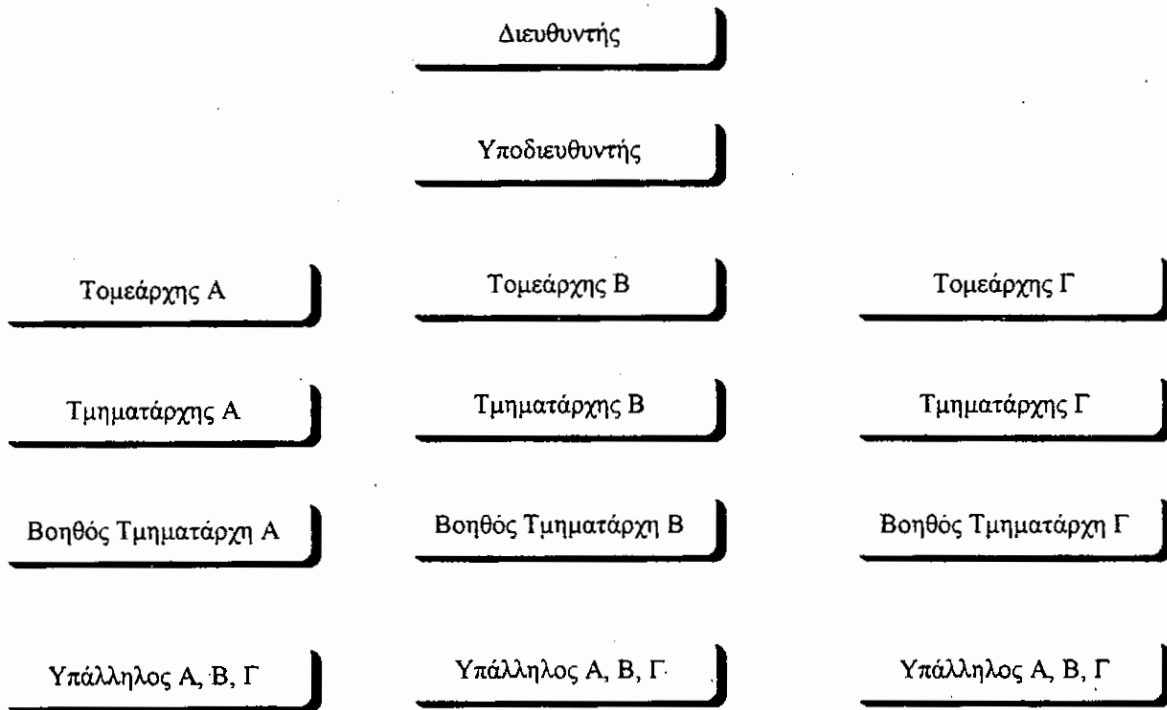 Διευθυντής
Υποδιευθυντής
Τομεάρχης Α
Τομεάρχης Β
Τομεάρχης Γ
Τμηματάρχης Α
Τμηματάρχης Β
Τμηματάρχης Γ
Βοηθός Τμηματάρχη Α
Βοηθός Τμηματάρχη Β
Βοηθός Τμηματάρχη Γ
Υπάλληλος Α, Β, Γ
Υπάλληλος Α, Β, Γ
Υπάλληλος Α, Β, Γ